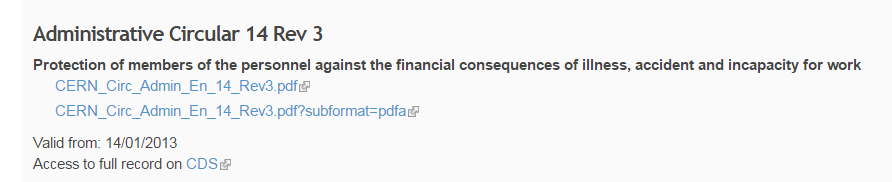 Administrative Circular 14 Rev 3
Protection of members of the personnel against the financial consequences of illness, accident and incapacity for work
CERN_Circ_Admin_En_14_Rev3.pdf
CERN_Circ_Admin_En_14_Rev3.pdf?subformat=pdfa
Valid from: 14/01/2013
Access to full record on CDS